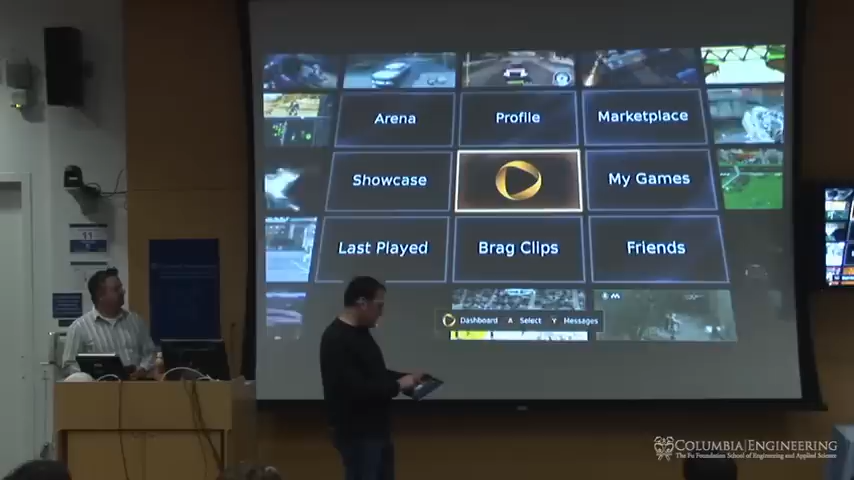 Arena
Profile
Marketplace
Showcase
My Games
Last Played
Brag Clips
Friends
Dashboard A Select Y Messages
11
COLUMBIA ENGINEERING
The Fu Foundation School of Engineering and Applied Science